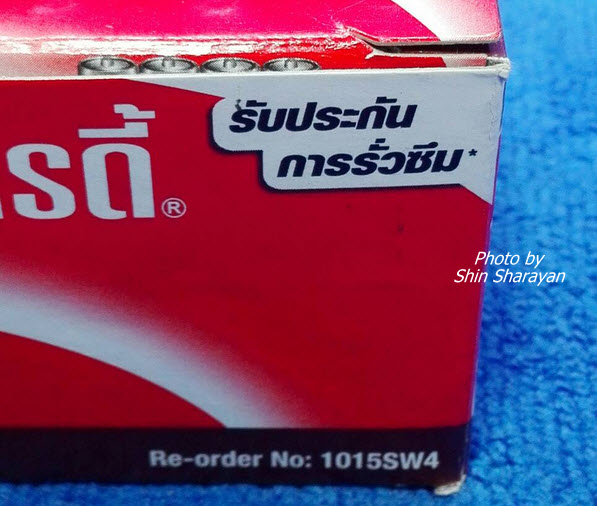 รับประกัน
การรั่วซึม*
รดี้®
Photo by
Shin Sharayan
Re-order No: 1015SW4